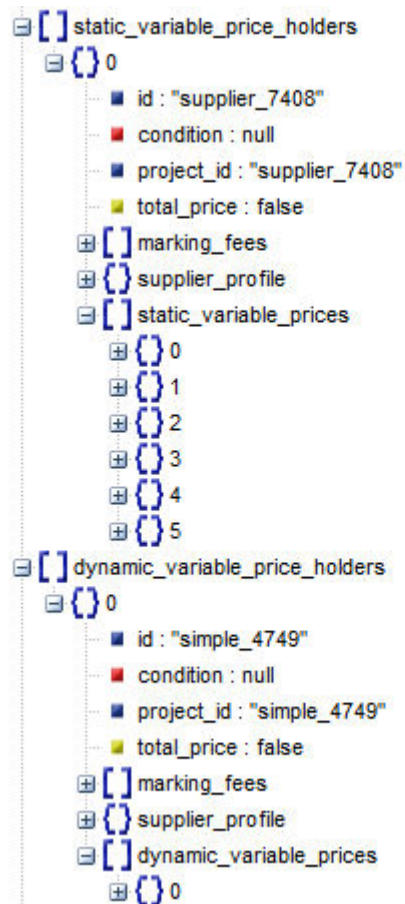 static_variable_price_holders
0
id : "supplier_7408"
condition : null
project_id : "supplier_7408"
total_price : false
marking_fees
supplier_profile
static_variable_prices
0
1
2
3
4
5
dynamic_variable_price_holders
0
id : "simple_4749"
condition : null
project_id : "simple_4749"
total_price : false
marking_fees
supplier_profile
dynamic_variable_prices
0